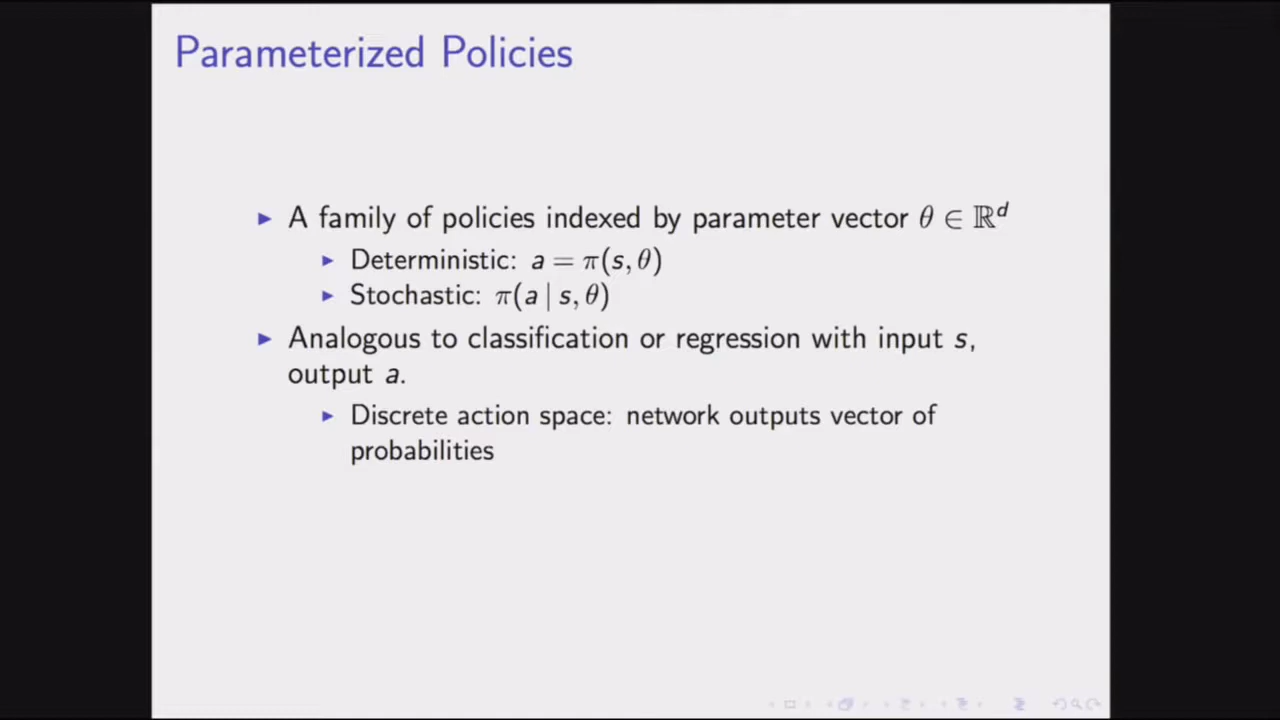 Parameterized Policies
▶ A family of policies indexed by parameter vector θ ∈ ℝᵈ
▶ Deterministic: a = π(s, θ)
▶ Stochastic: π(a | s, θ)
▶ Analogous to classification or regression with input s,
output a.
▶ Discrete action space: network outputs vector of
probabilities